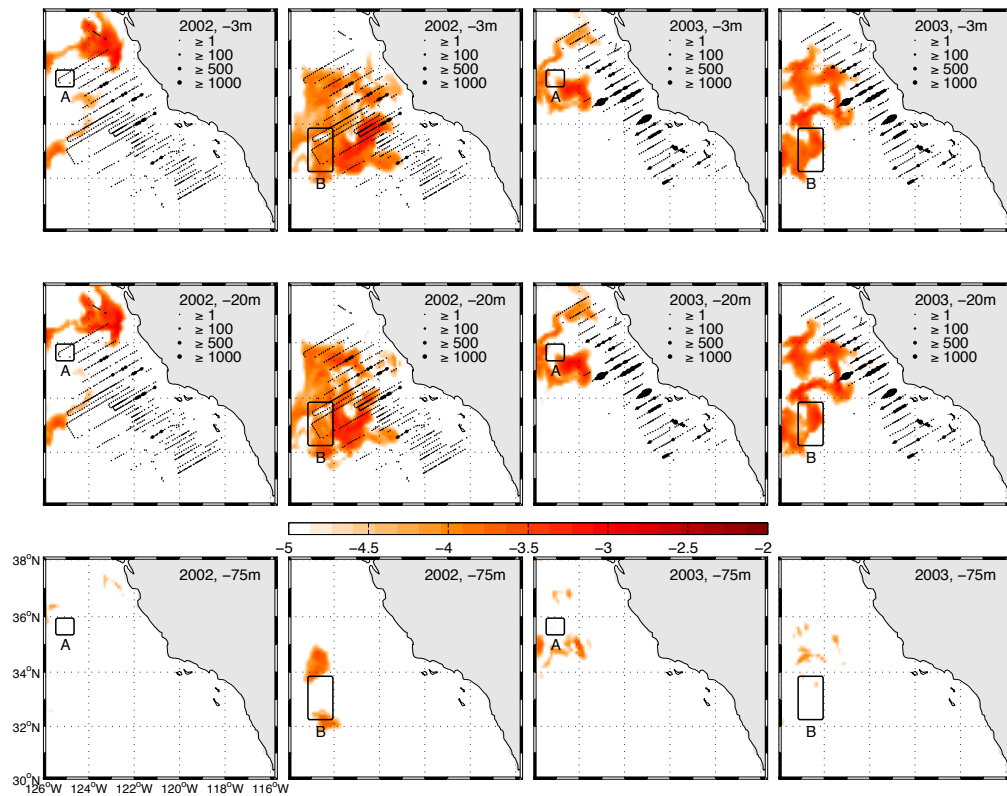 2002, −3m
≥ 1
≥ 100
≥ 500
≥ 1000
A
2002, −3m
≥ 1
≥ 100
≥ 500
≥ 1000
B
2003, −3m
≥ 1
≥ 100
≥ 500
≥ 1000
A
2003, −3m
≥ 1
≥ 100
≥ 500
≥ 1000
B
2002, −20m
≥ 1
≥ 100
≥ 500
≥ 1000
A
2002, −20m
≥ 1
≥ 100
≥ 500
≥ 1000
B
2003, −20m
≥ 1
≥ 100
≥ 500
≥ 1000
A
2003, −20m
≥ 1
≥ 100
≥ 500
≥ 1000
B
−5 −4.5 −4 −3.5 −3 −2.5 −2
38°N
36°N
34°N
32°N
30°N
126°W 124°W 122°W 120°W 118°W 116°W
2002, −75m
A
2002, −75m
B
2003, −75m
A
2003, −75m
B